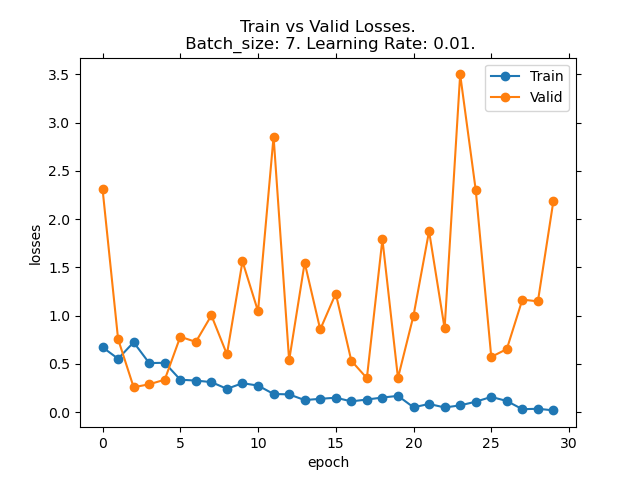 Train vs Valid Losses.
Batch_size: 7. Learning Rate: 0.01.
Train
Valid
3.5
3.0
2.5
2.0
1.5
1.0
0.5
0.0
losses
0 5 10 15 20 25 30
epoch